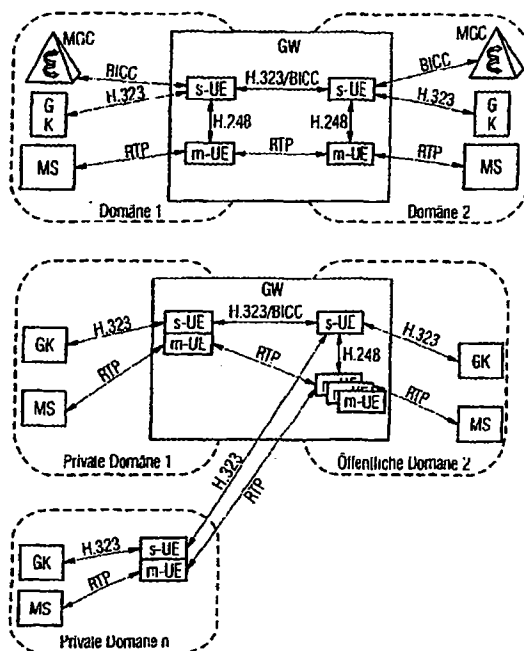 MGC
GW
MGC
BICC
H.323/BICC
BICC
s-UE
s-UE
G
K
H.323
H.323
G
K
H.248
H.248
MS
RTP
m-UE
RTP
m-UE
RTP
MS
Domäne 1
Domäne 2
GW
H.323/BICC
GK
H.323
s-UE
s-UE
H.323
m-UE
H.248
GK
MS
RTP
RTP
m-UE
RTP
MS
Private Domäne 1
Öffentliche Domäne 2
H.323
RTP
GK
H.323
s-UE
m-UE
MS
RTP
Private Domäne n